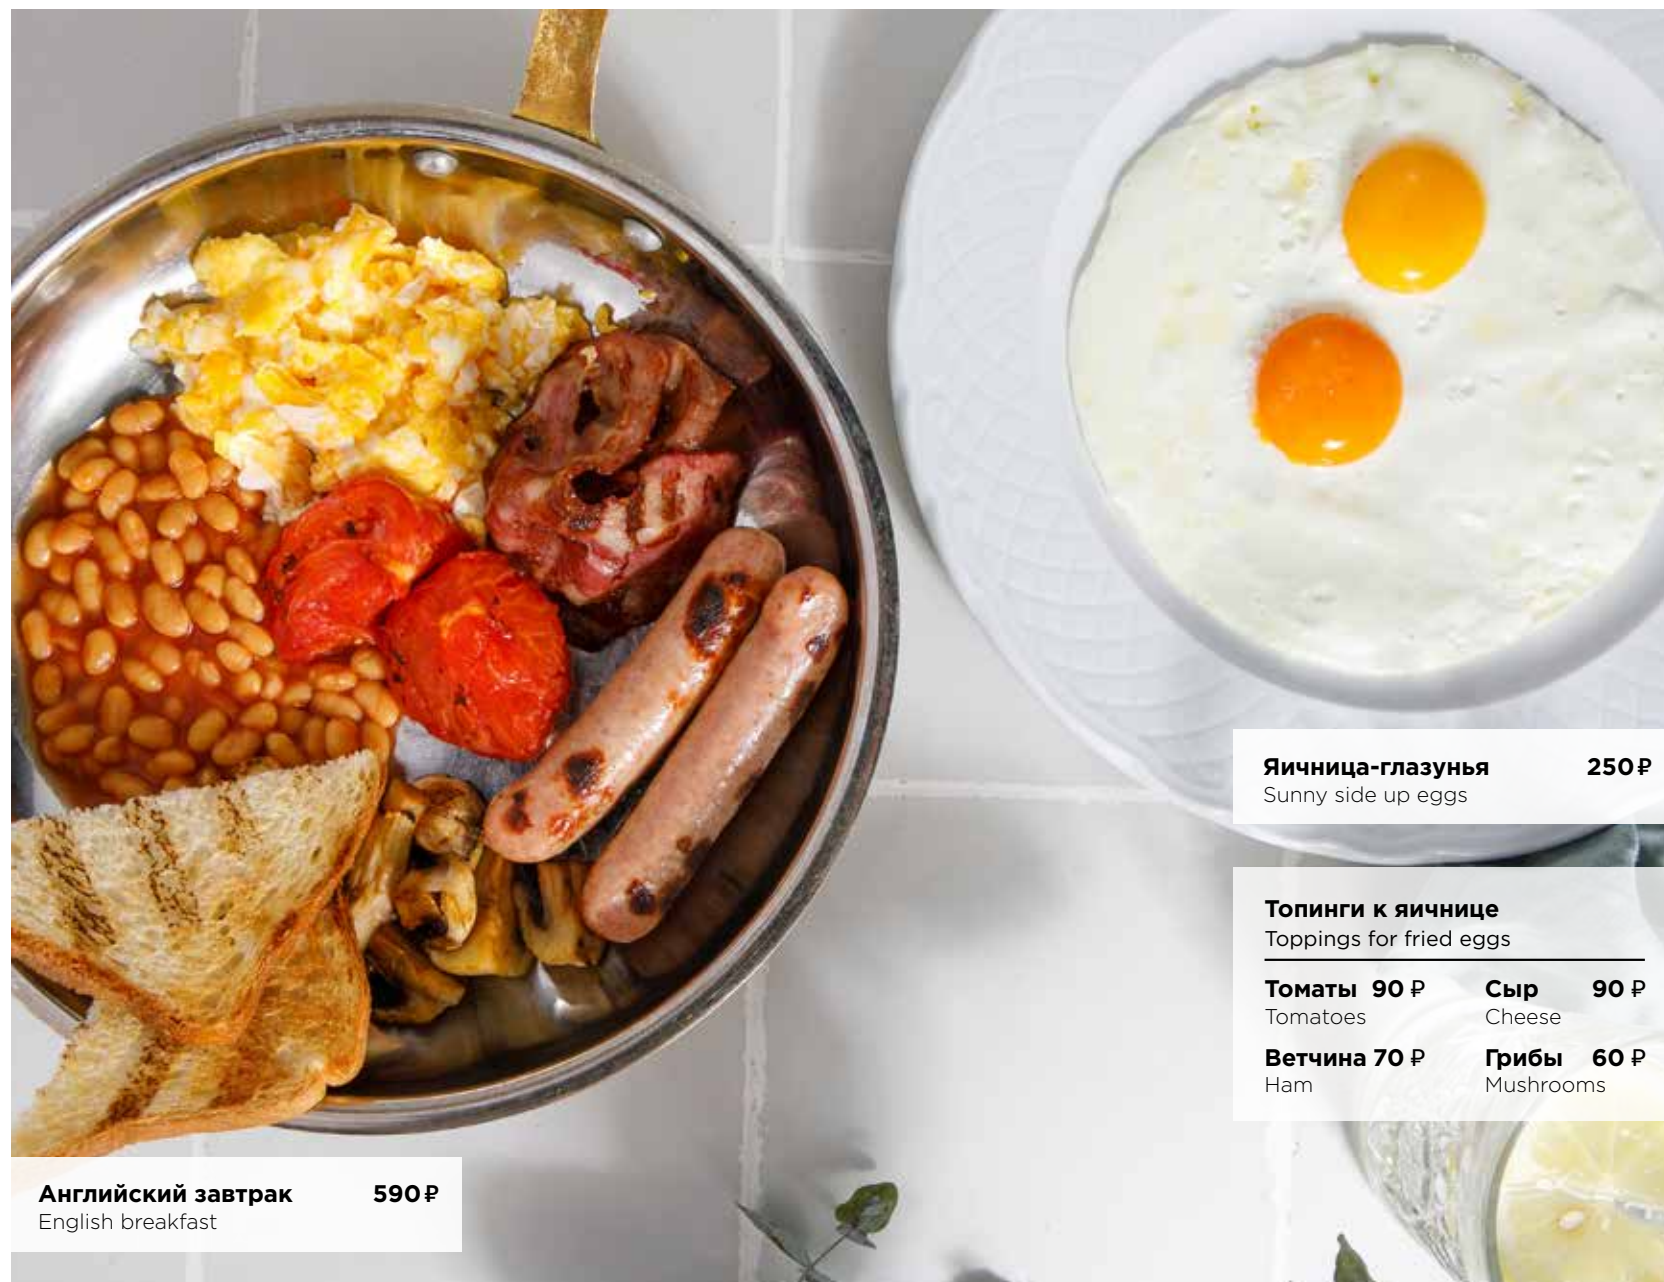 Яичница-глазунья 250 ₽
Sunny side up eggs
Топинги к яичнице
Toppings for fried eggs
Томаты 90 ₽ Сыр 90 ₽
Tomatoes Cheese
Ветчина 70 ₽ Грибы 60 ₽
Ham Mushrooms
Английский завтрак 590 ₽
English breakfast